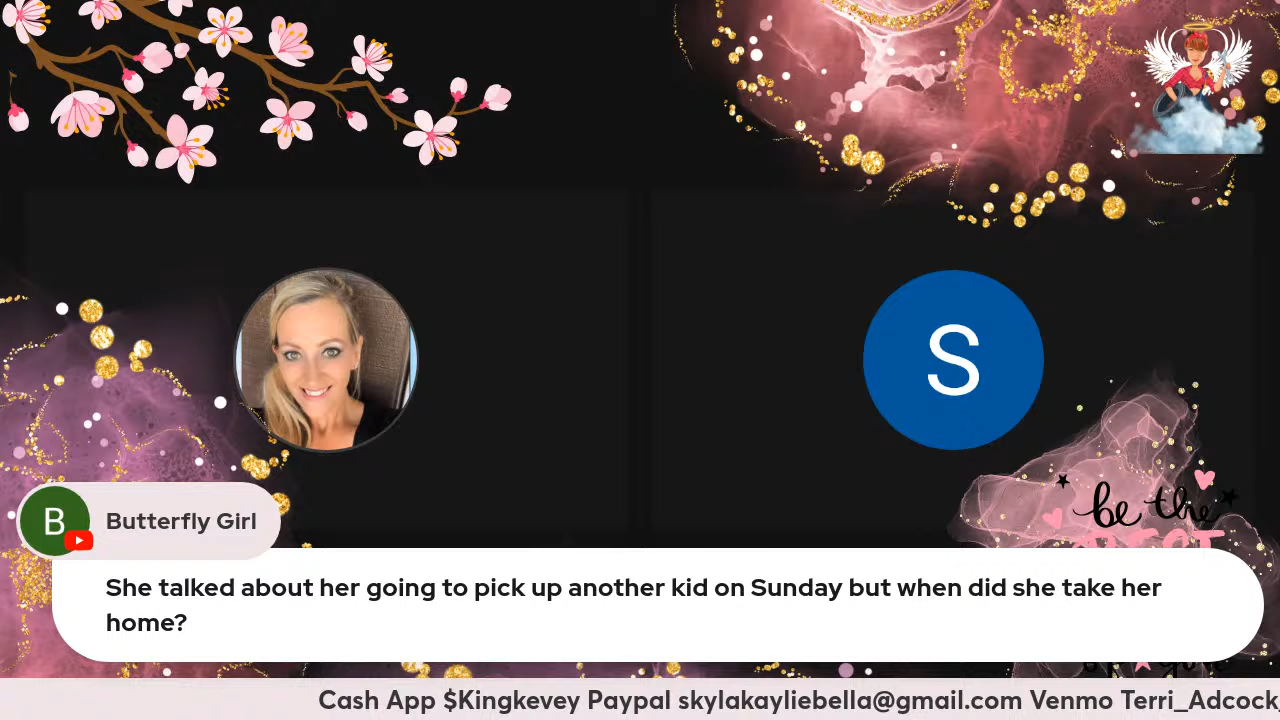 S
be the
B
Butterfly Girl
She talked about her going to pick up another kid on Sunday but when did she take her
home?
Cash App $Kingkevey Paypal skylakayliebella@gmail.com Venmo Terri_Adcock_